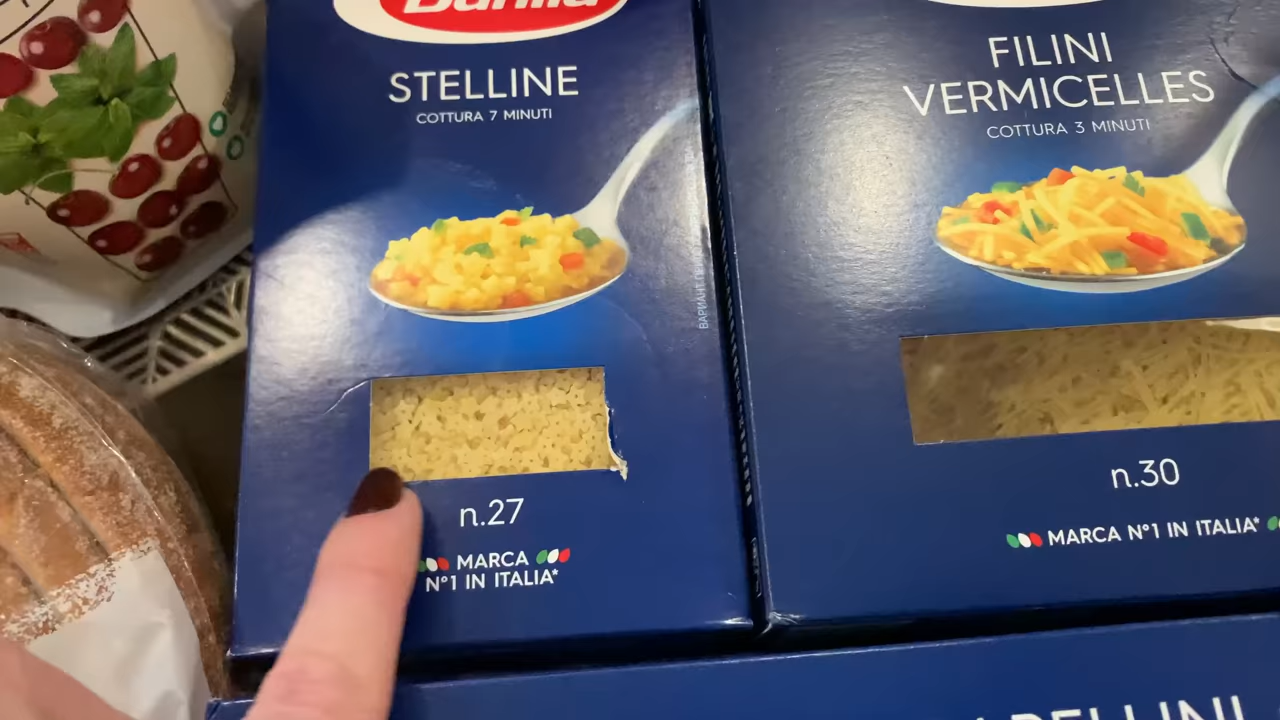 Barilla
STELLINE
COTTURA 7 MINUTI
n.27
MARCA
N°1 IN ITALIA*
FILINI
VERMICELLES
COTTURA 3 MINUTI
n.30
MARCA N°1 IN ITALIA*
ВАРИАНТ